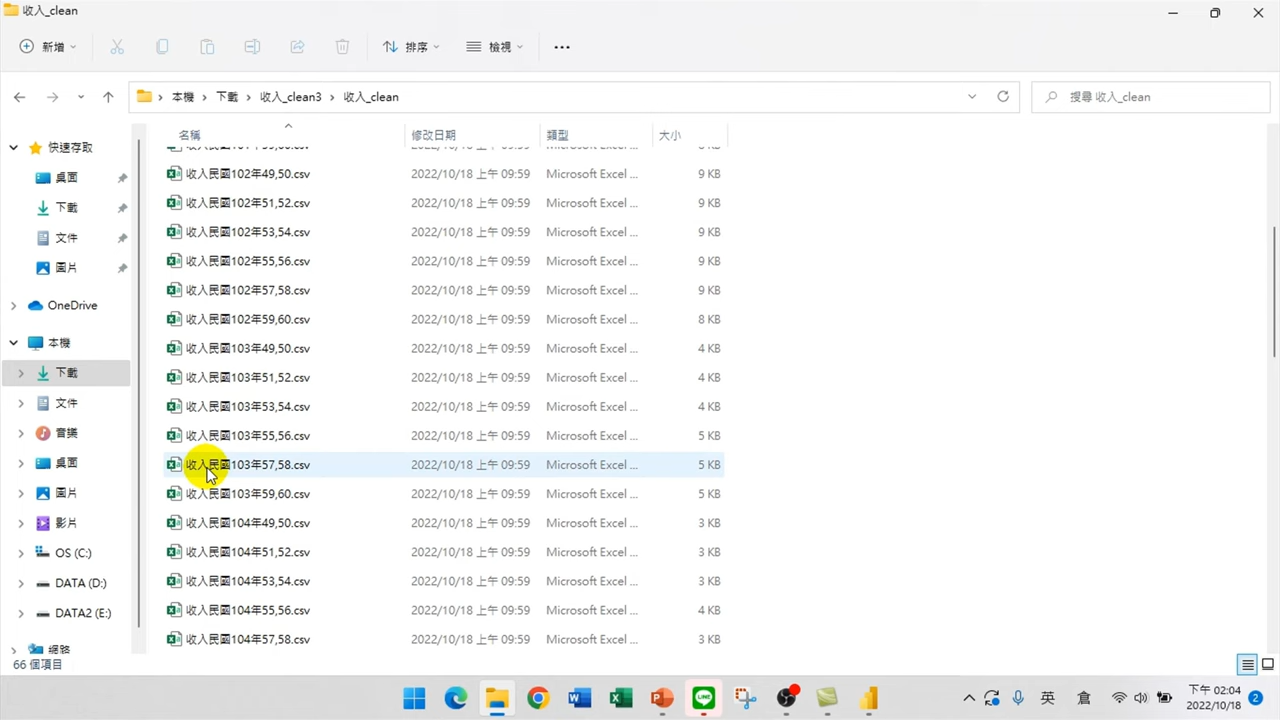 收入_clean
新增
排序
檢視
本機 > 下載 > 收入_clean3 > 收入_clean
搜尋 收入_clean
名稱 修改日期 類型 大小
收入民國102年49,50.csv 2022/10/18 上午 09:59 Microsoft Excel ... 9 KB
收入民國102年51,52.csv 2022/10/18 上午 09:59 Microsoft Excel ... 9 KB
收入民國102年53,54.csv 2022/10/18 上午 09:59 Microsoft Excel ... 9 KB
收入民國102年55,56.csv 2022/10/18 上午 09:59 Microsoft Excel ... 9 KB
收入民國102年57,58.csv 2022/10/18 上午 09:59 Microsoft Excel ... 9 KB
收入民國102年59,60.csv 2022/10/18 上午 09:59 Microsoft Excel ... 8 KB
收入民國103年49,50.csv 2022/10/18 上午 09:59 Microsoft Excel ... 4 KB
收入民國103年51,52.csv 2022/10/18 上午 09:59 Microsoft Excel ... 4 KB
收入民國103年53,54.csv 2022/10/18 上午 09:59 Microsoft Excel ... 4 KB
收入民國103年55,56.csv 2022/10/18 上午 09:59 Microsoft Excel ... 5 KB
收入民國103年57,58.csv 2022/10/18 上午 09:59 Microsoft Excel ... 5 KB
收入民國103年59,60.csv 2022/10/18 上午 09:59 Microsoft Excel ... 5 KB
收入民國104年49,50.csv 2022/10/18 上午 09:59 Microsoft Excel ... 3 KB
收入民國104年51,52.csv 2022/10/18 上午 09:59 Microsoft Excel ... 3 KB
收入民國104年53,54.csv 2022/10/18 上午 09:59 Microsoft Excel ... 3 KB
收入民國104年55,56.csv 2022/10/18 上午 09:59 Microsoft Excel ... 4 KB
收入民國104年57,58.csv 2022/10/18 上午 09:59 Microsoft Excel ... 3 KB
快速存取
桌面
下載
文件
圖片
OneDrive
本機
下載
文件
音樂
桌面
圖片
影片
OS (C:)
DATA (D:)
DATA2 (E:)
網路
66 個項目
英
倉
下午 02:04
2022/10/18
2
LINE